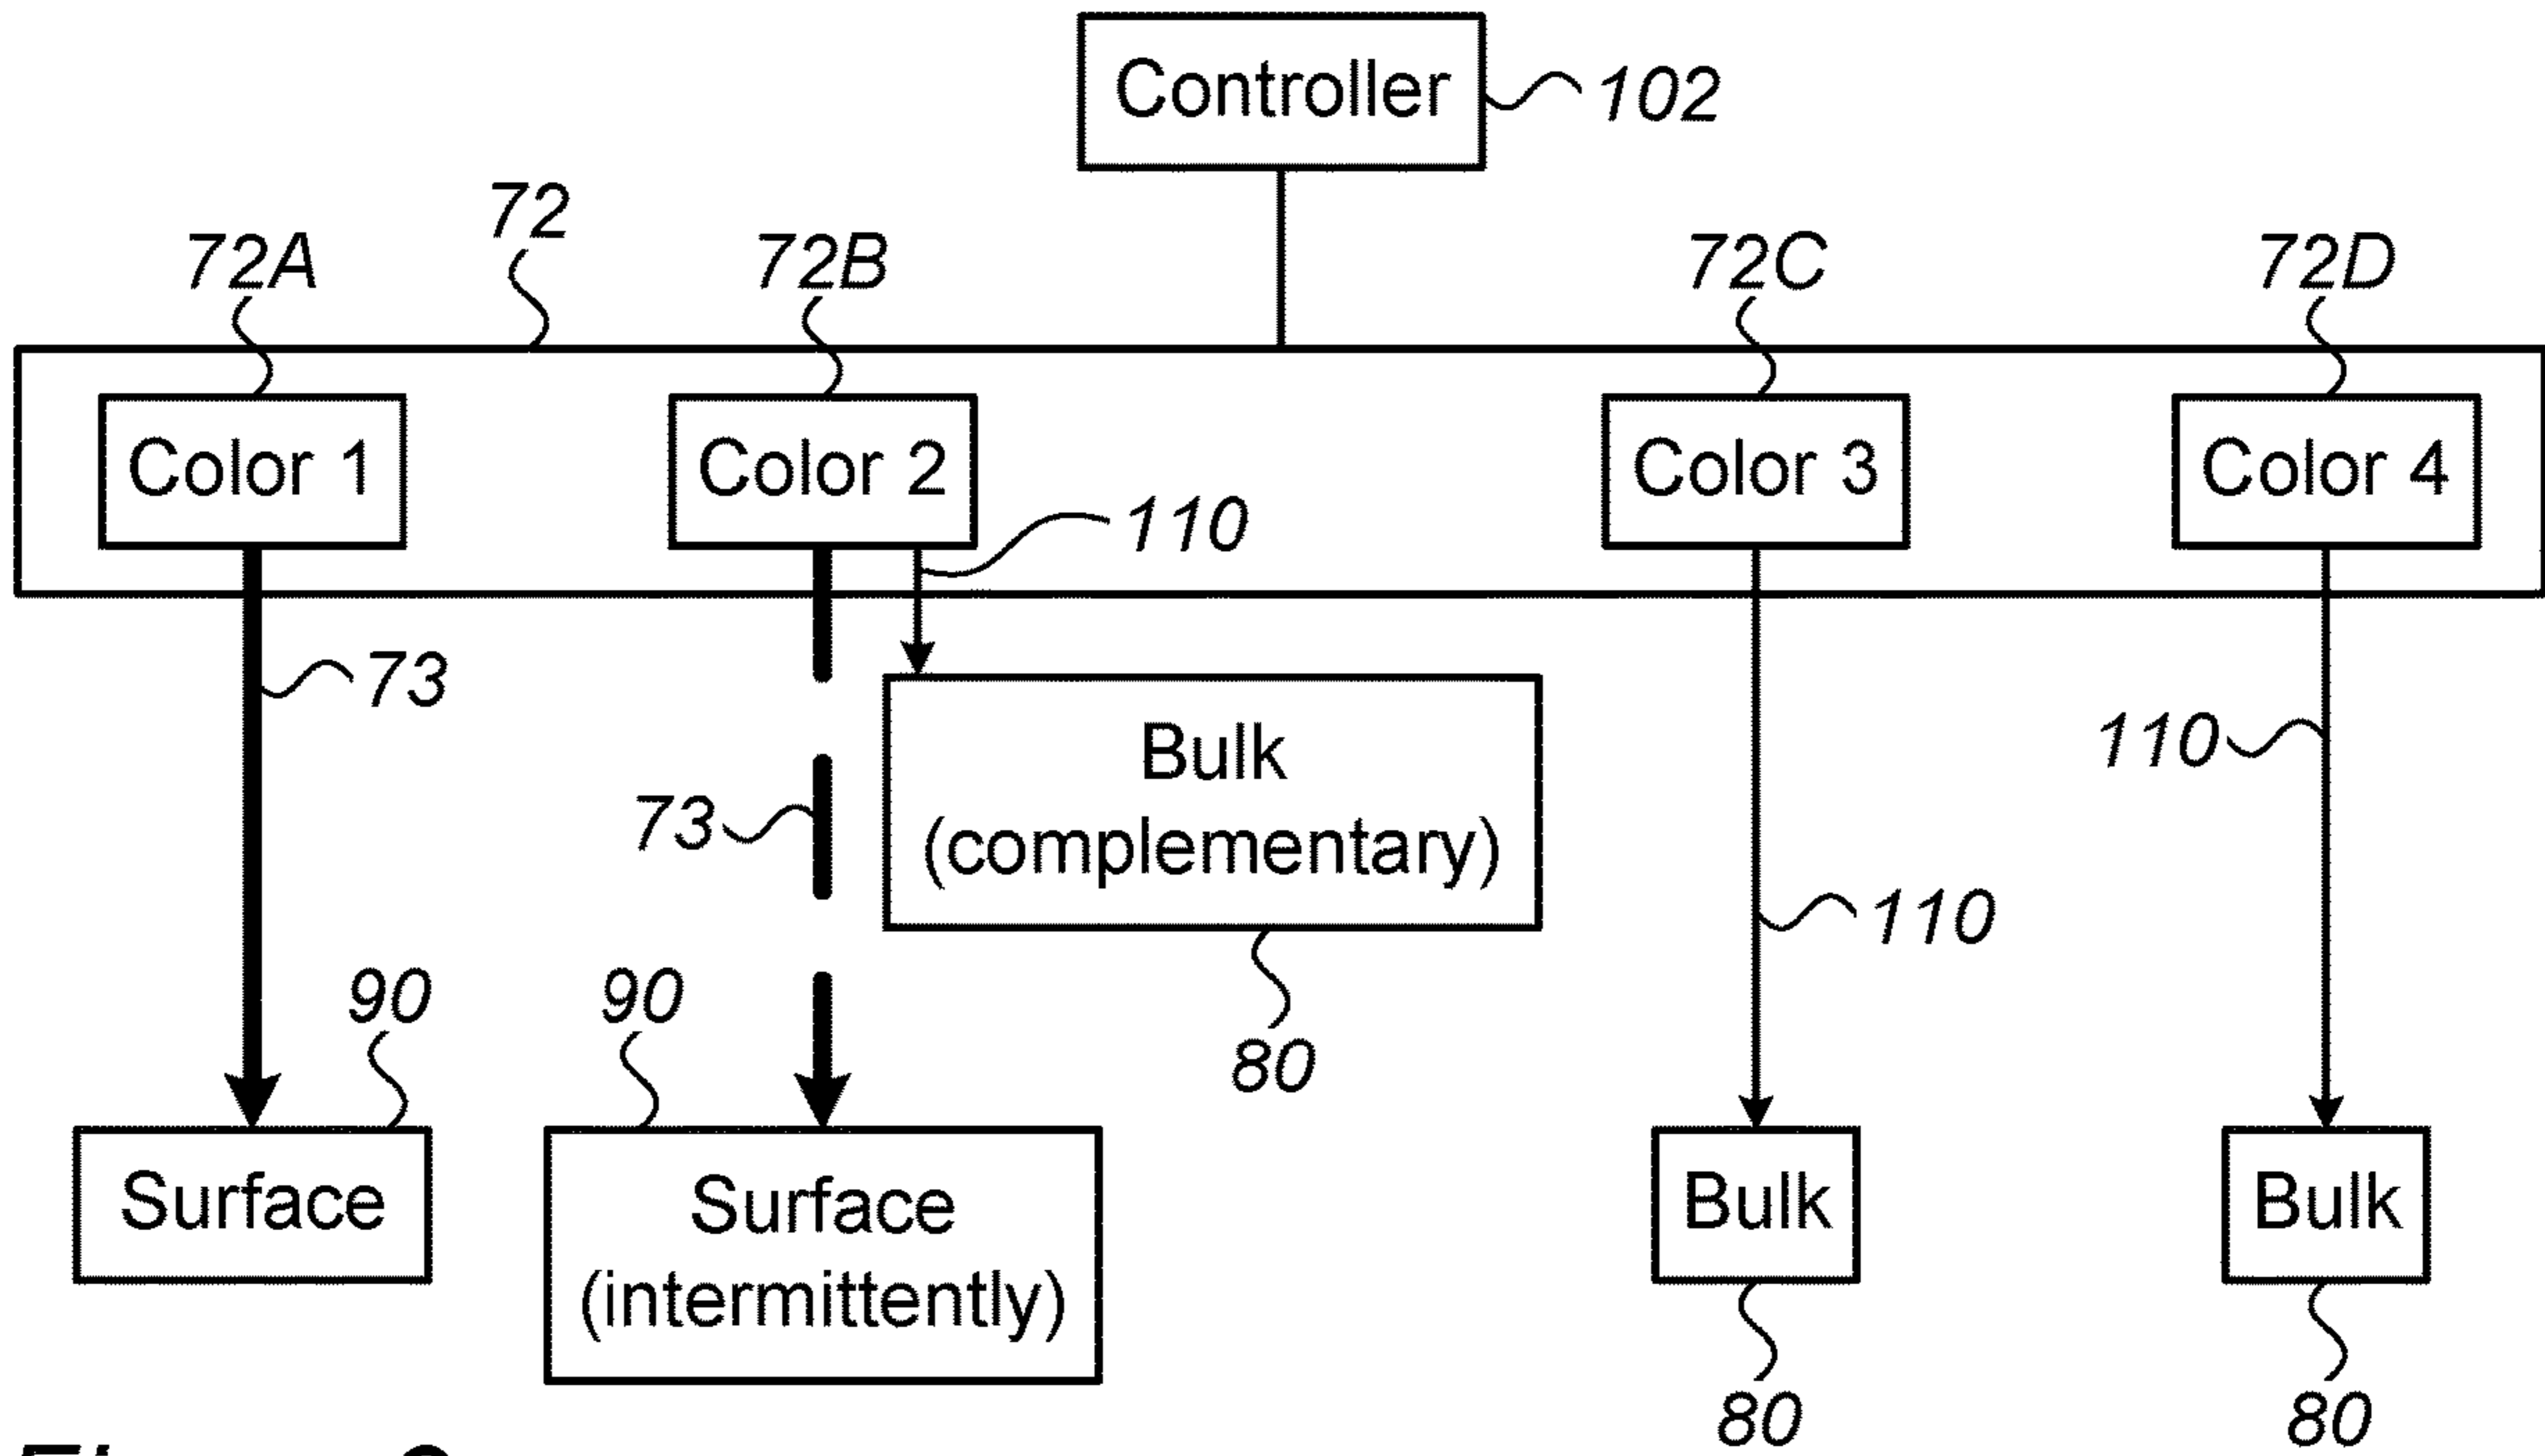 Controller
102
72
72A
72B
72C
72D
Color 1
Color 2
Color 3
Color 4
110
73
110
Bulk
(complementary)
73
110
90
90
80
Surface
Surface
(intermittently)
Bulk
Bulk
80
80